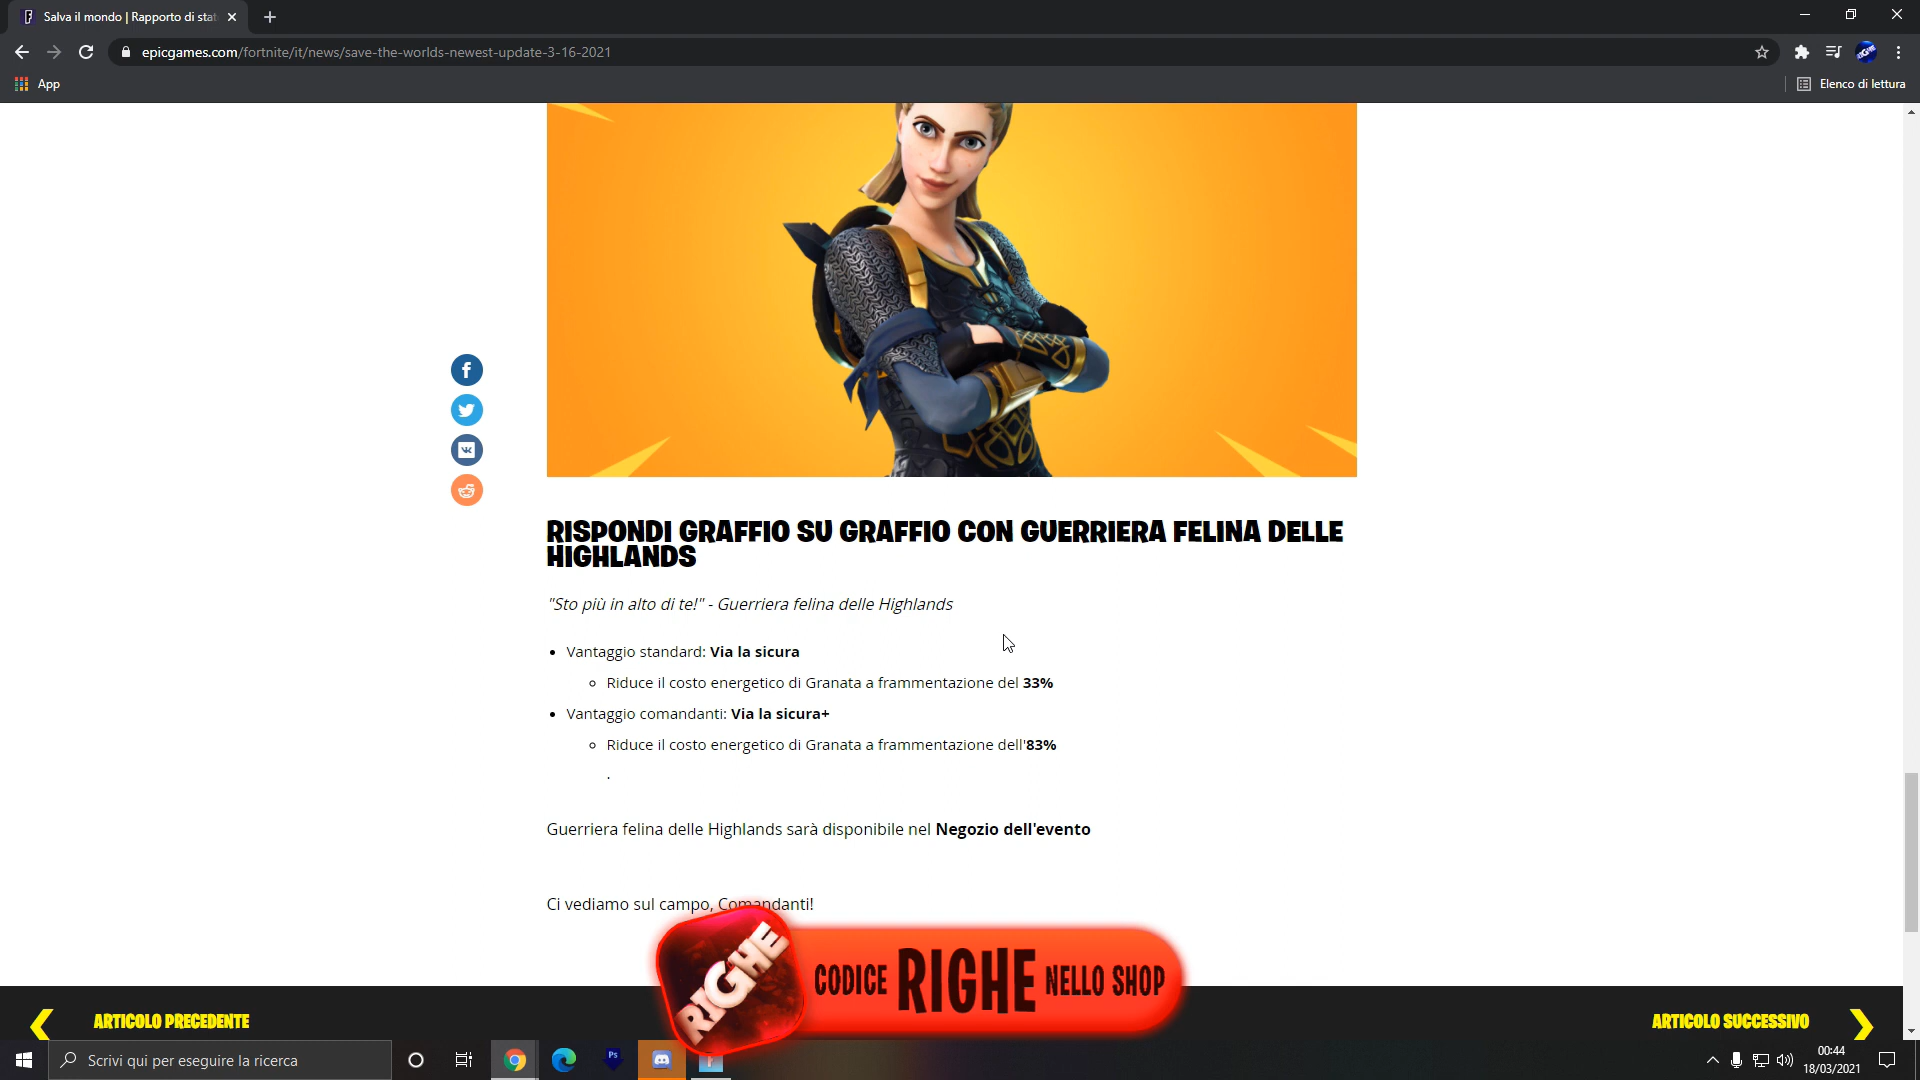 Salva il mondo | Rapporto di stat
epicgames.com/fortnite/it/news/save-the-worlds-newest-update-3-16-2021
App
Elenco di lettura
RISPONDI GRAFFIO SU GRAFFIO CON GUERRIERA FELINA DELLE
HIGHLANDS
"Sto più in alto di te!" - Guerriera felina delle Highlands
Vantaggio standard: Via la sicura
Riduce il costo energetico di Granata a frammentazione del 33%
Vantaggio comandanti: Via la sicura+
Riduce il costo energetico di Granata a frammentazione dell'83%
.
Guerriera felina delle Highlands sarà disponibile nel Negozio dell'evento
Ci vediamo sul campo, Comandanti!
RIGHE
CODICE RIGHE NELLO SHOP
ARTICOLO PRECEDENTE
ARTICOLO SUCCESSIVO
Scrivi qui per eseguire la ricerca
Ps
00:44
18/03/2021